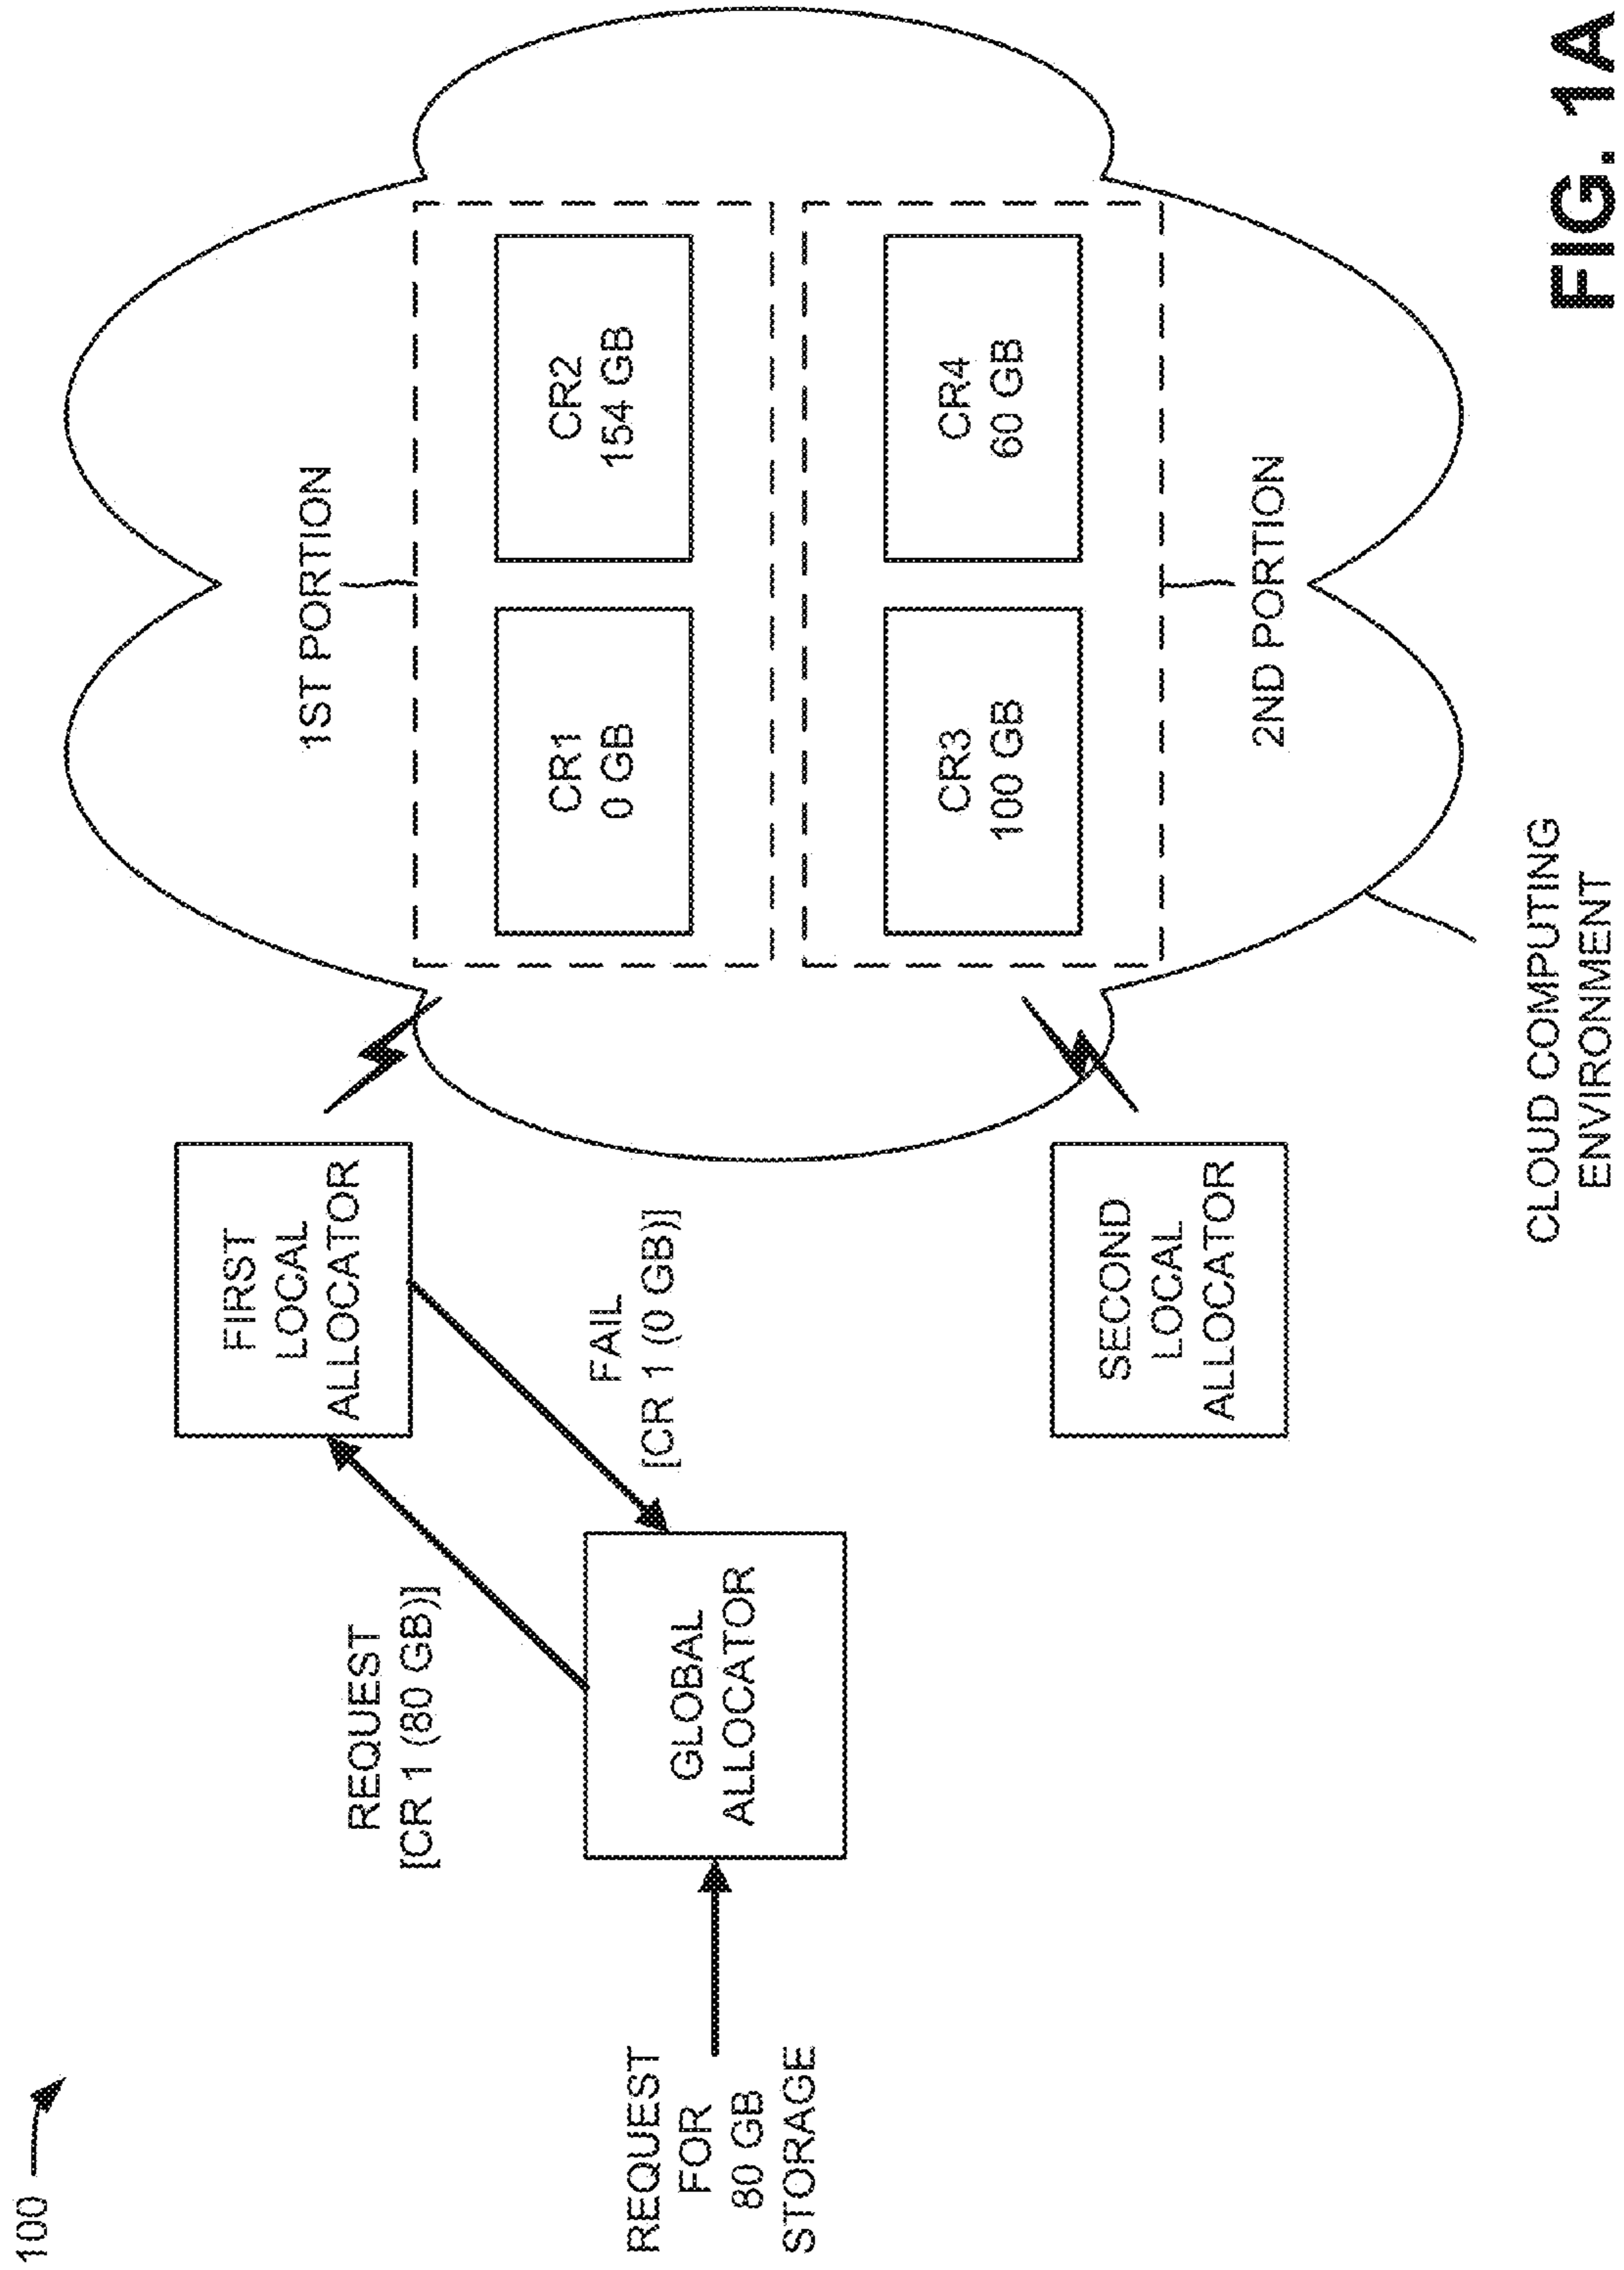 100
REQUEST
FOR
80 GB
STORAGE
REQUEST
[CR 1 (80 GB)]
GLOBAL
ALLOCATOR
FAIL
[CR 1 (0 GB)]
FIRST
LOCAL
ALLOCATOR
SECOND
LOCAL
ALLOCATOR
1ST PORTION
CR1
0 GB
CR2
154 GB
CR3
100 GB
CR4
60 GB
2ND PORTION
CLOUD COMPUTING
ENVIRONMENT
FIG. 1A